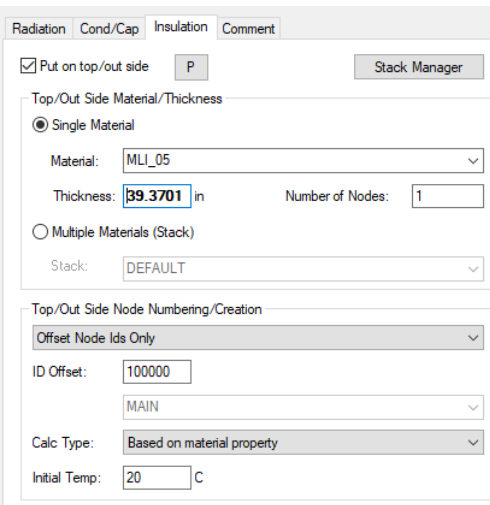 Radiation Cond/Cap Insulation Comment
Put on top/out side P Stack Manager
Top/Out Side Material/Thickness
Single Material
Material: MLI_05
Thickness: 39.3701 in Number of Nodes: 1
Multiple Materials (Stack)
Stack: DEFAULT
Top/Out Side Node Numbering/Creation
Offset Node Ids Only
ID Offset: 100000
MAIN
Calc Type: Based on material property
Initial Temp: 20 C